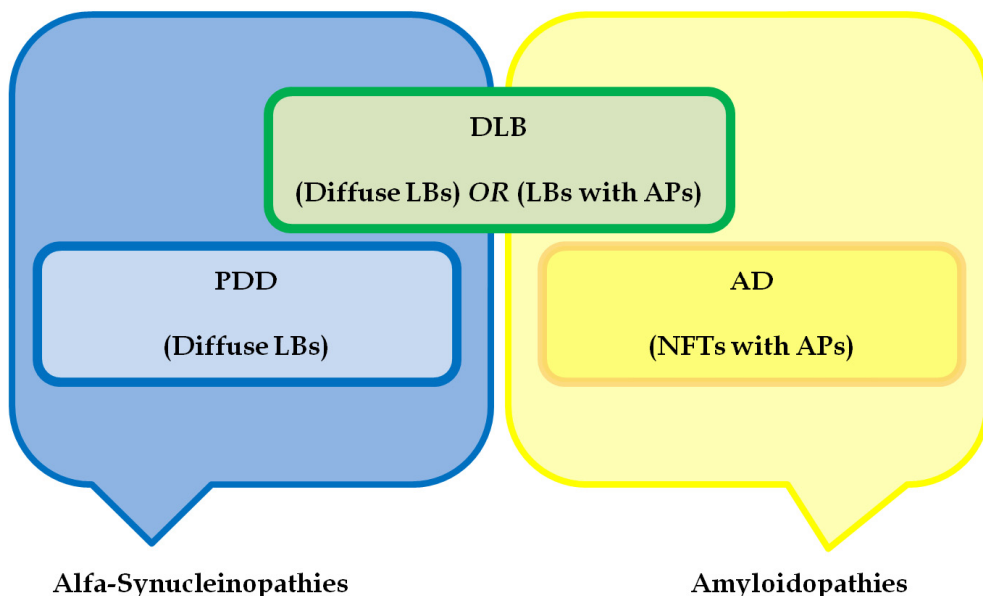 DLB
(Diffuse LBs) OR (LBs with APs)
PDD
(Diffuse LBs)
AD
(NFTs with APs)
Alfa-Synucleinopathies
Amyloidopathies